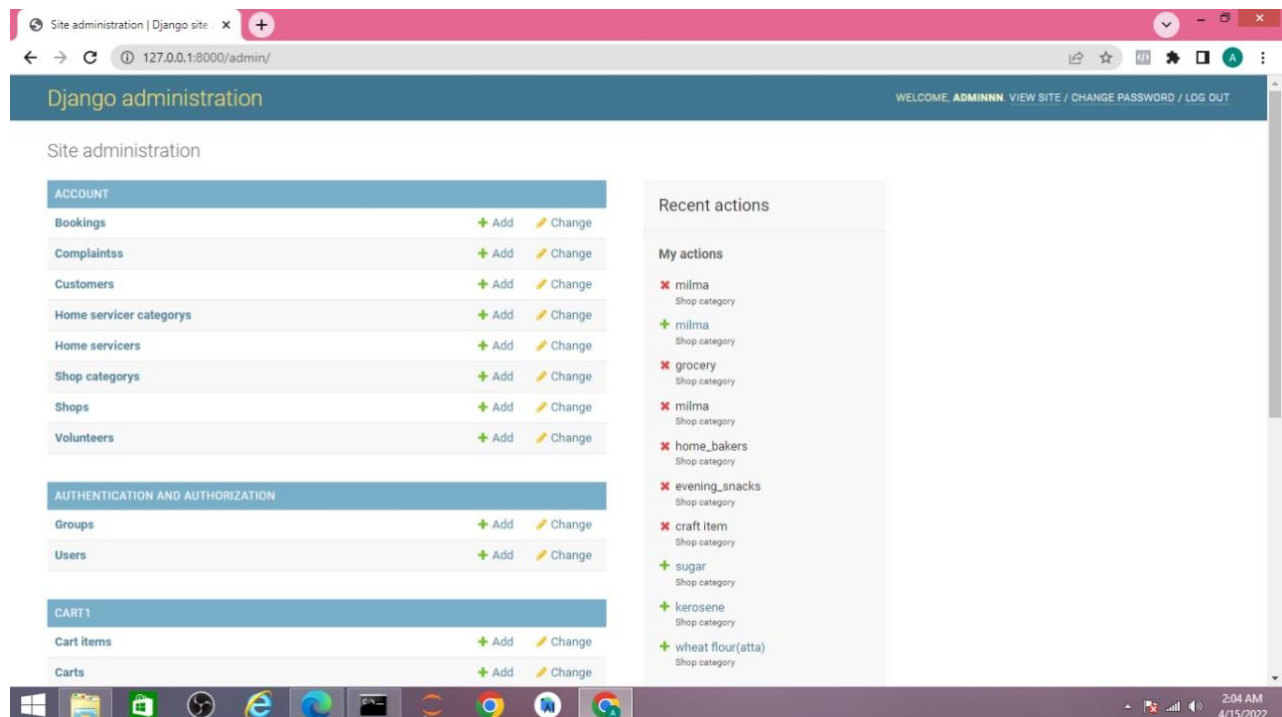 Site administration | Django site
127.0.0.1:8000/admin/
A
Django administration
WELCOME, ADMINNN. VIEW SITE / CHANGE PASSWORD / LOG OUT
Site administration
ACCOUNT
Bookings Add Change
Complaintss Add Change
Customers Add Change
Home servicer categorys Add Change
Home servicers Add Change
Shop categorys Add Change
Shops Add Change
Volunteers Add Change
AUTHENTICATION AND AUTHORIZATION
Groups Add Change
Users Add Change
CART1
Cart items Add Change
Carts Add Change
Recent actions
My actions
milma
Shop category
milma
Shop category
grocery
Shop category
milma
Shop category
home_bakers
Shop category
evening_snacks
Shop category
craft item
Shop category
sugar
Shop category
kerosene
Shop category
wheat flour(atta)
Shop category
2:04 AM
4/15/2022